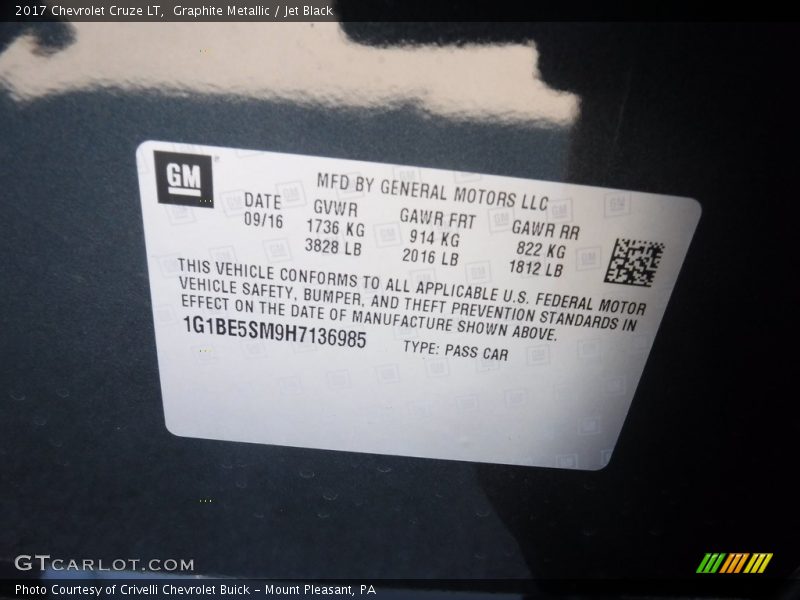 2017 Chevrolet Cruze LT,  Graphite Metallic / Jet Black
GM
MFD BY GENERAL MOTORS LLC
DATE GVWR GAWR FRT GAWR RR
09/16 1736 KG 914 KG 822 KG
3828 LB 2016 LB 1812 LB
THIS VEHICLE CONFORMS TO ALL APPLICABLE U.S. FEDERAL MOTOR
VEHICLE SAFETY, BUMPER, AND THEFT PREVENTION STANDARDS IN
EFFECT ON THE DATE OF MANUFACTURE SHOWN ABOVE.
1G1BE5SM9H7136985 TYPE: PASS CAR
GTCARLOT.COM
Photo Courtesy of Crivelli Chevrolet Buick – Mount Pleasant, PA